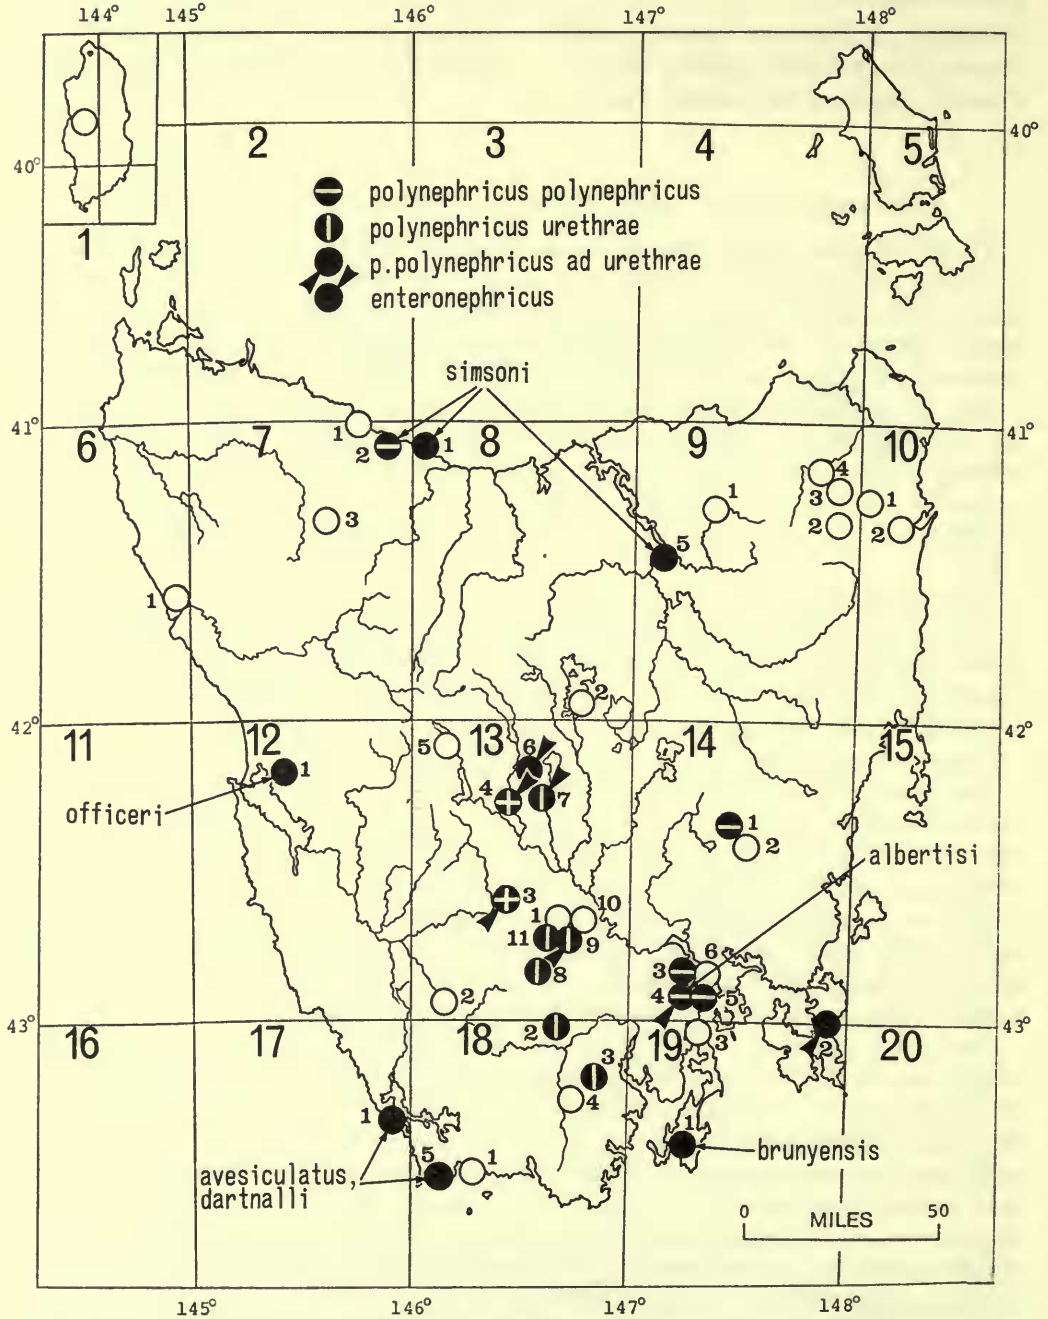 144° 145° 146° 147° 148°
2 3 4 5
40° 40°
1
polynephricus polynephricus
polynephricus urethrae
p.polynephricus ad urethrae
enteronephricus
simsoni
41° 6 7 1 2 1 8 9 10 41°
4
3 1 3 1
2 2
5
1
2
42° 11 12 5 13 6 14 15 42°
1 4 7
officeri
1
2
albertisi
3
1 10
11 9
8
3 6
2
4 5
43° 16 17 18 2 19 3 2 20 43°
3
4
1
1
brunyensis
5 1
avesiculatus,
dartnalli
0 50
MILES
145° 146° 147° 148°